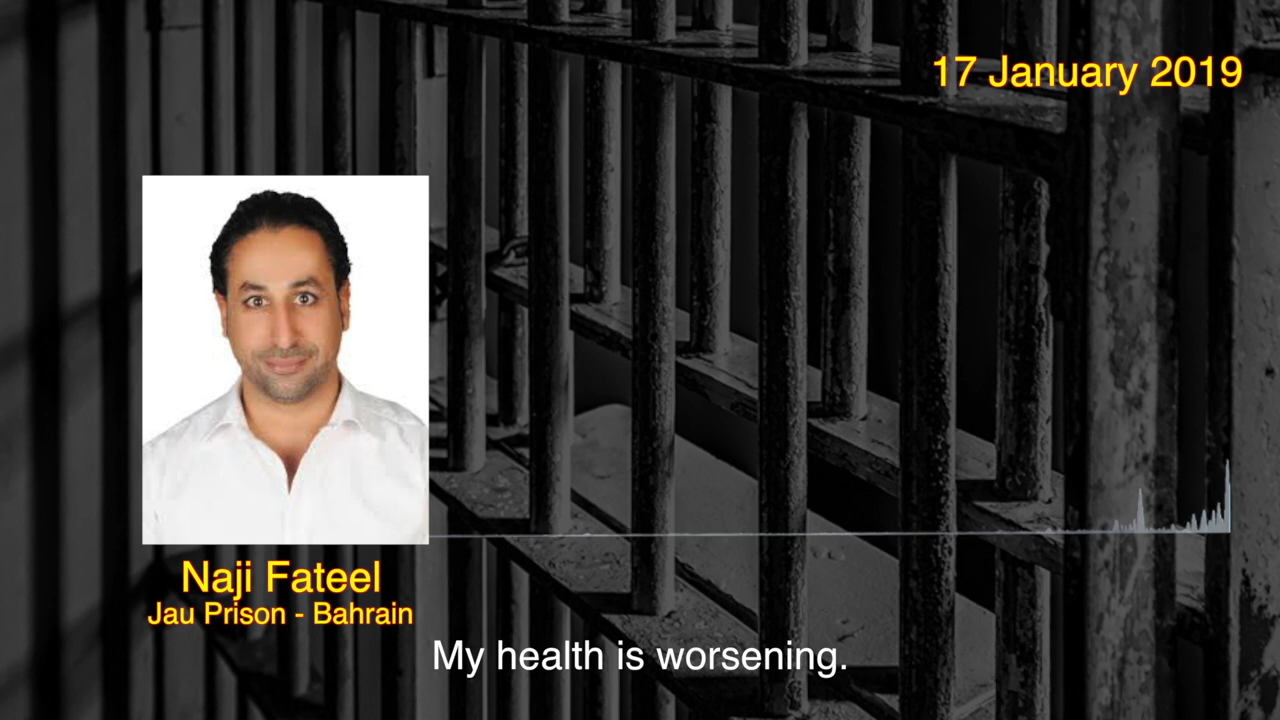 17 January 2019
Naji Fateel
Jau Prison - Bahrain
My health is worsening.